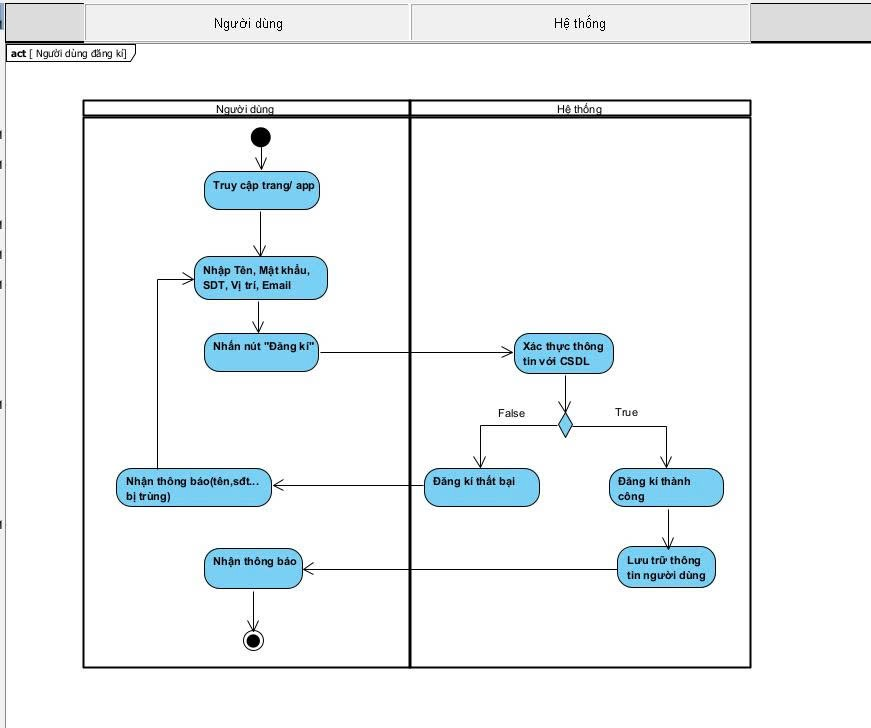 Người dùng
Hệ thống
act [ Người dùng đăng kí]
Người dùng
Hệ thống
Truy cập trang/ app
Nhập Tên, Mật khẩu,
SDT, Vị trí, Email
Nhấn nút "Đăng kí"
Xác thực thông
tin với CSDL
False
True
Nhận thông báo(tên,sđt...
bị trùng)
Đăng kí thất bại
Đăng kí thành
công
Nhận thông báo
Lưu trữ thông
tin người dùng